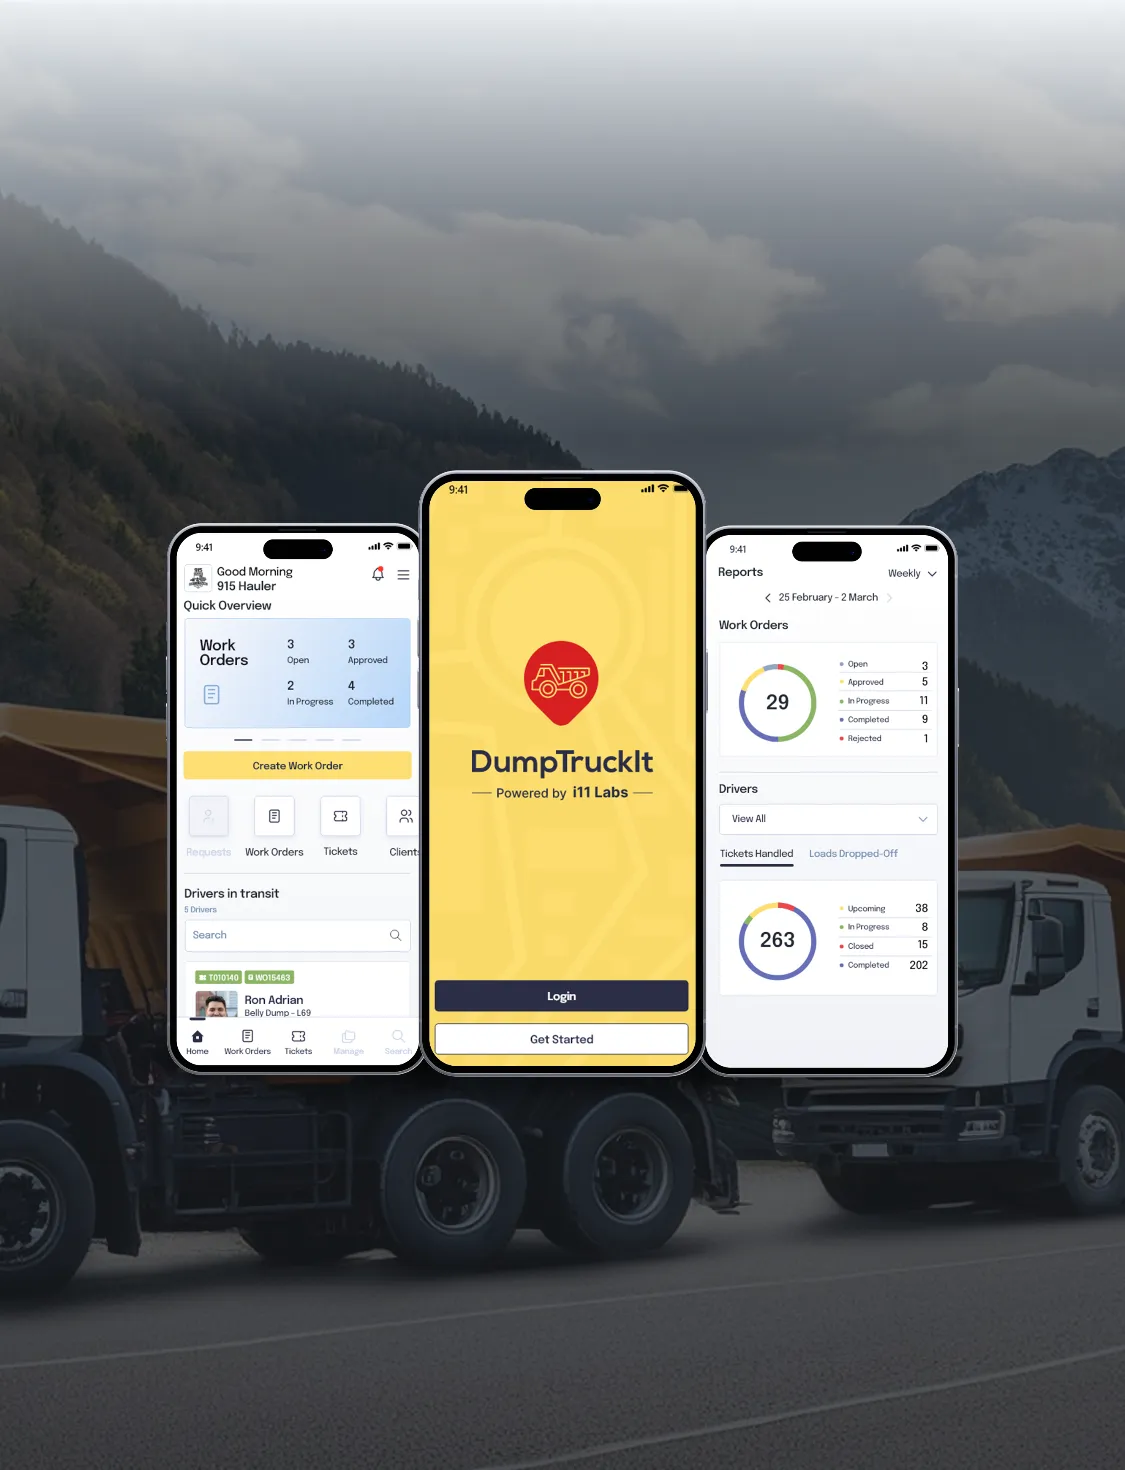 9:41
Good Morning
915 Hauler
Quick Overview
Work
Orders
3
Open
3
Approved
2
In Progress
4
Completed
Create Work Order
Requests
Work Orders
Tickets
Clients
Drivers in transit
5 Drivers
Search
T010140
WO15463
Ron Adrian
Belly Dump - L69
Home
Work Orders
Tickets
Manage
Search
9:41
DumpTruckIt
Powered by i11 Labs
Login
Get Started
9:41
Reports
Weekly
25 February - 2 March
Work Orders
29
Open 3
Approved 5
In Progress 11
Completed 9
Rejected 1
Drivers
View All
Tickets Handled
Loads Dropped-Off
263
Upcoming 38
In Progress 8
Closed 15
Completed 202